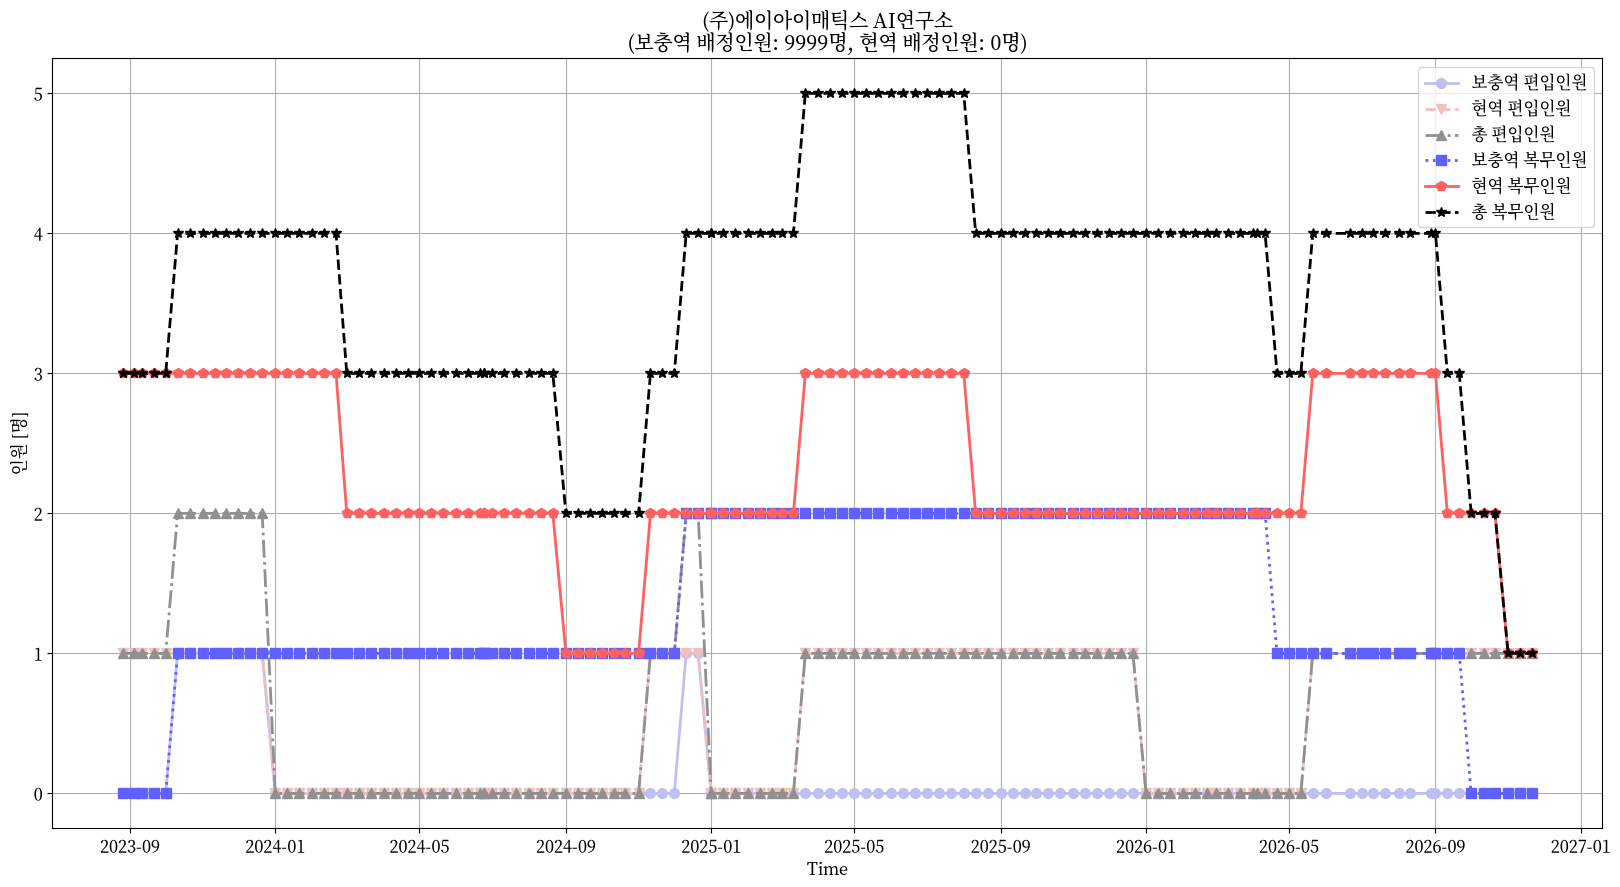 (주)에이아이매틱스 AI연구소
(보충역 배정인원: 9999명, 현역 배정인원: 0명)
보충역 편입인원
현역 편입인원
총 편입인원
보충역 복무인원
현역 복무인원
총 복무인원
인원 [명]
5
4
3
2
1
0
2023-09
2024-01
2024-05
2024-09
2025-01
2025-05
2025-09
2026-01
2026-05
2026-09
2027-01
Time